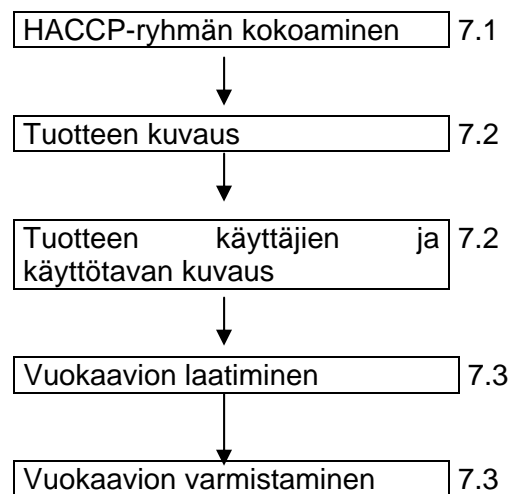 HACCP-ryhmän kokoaminen 7.1
Tuotteen kuvaus 7.2
Tuotteen käyttäjien ja 7.2
käyttötavan kuvaus
Vuokaavion laatiminen 7.3
Vuokaavion varmistaminen 7.3